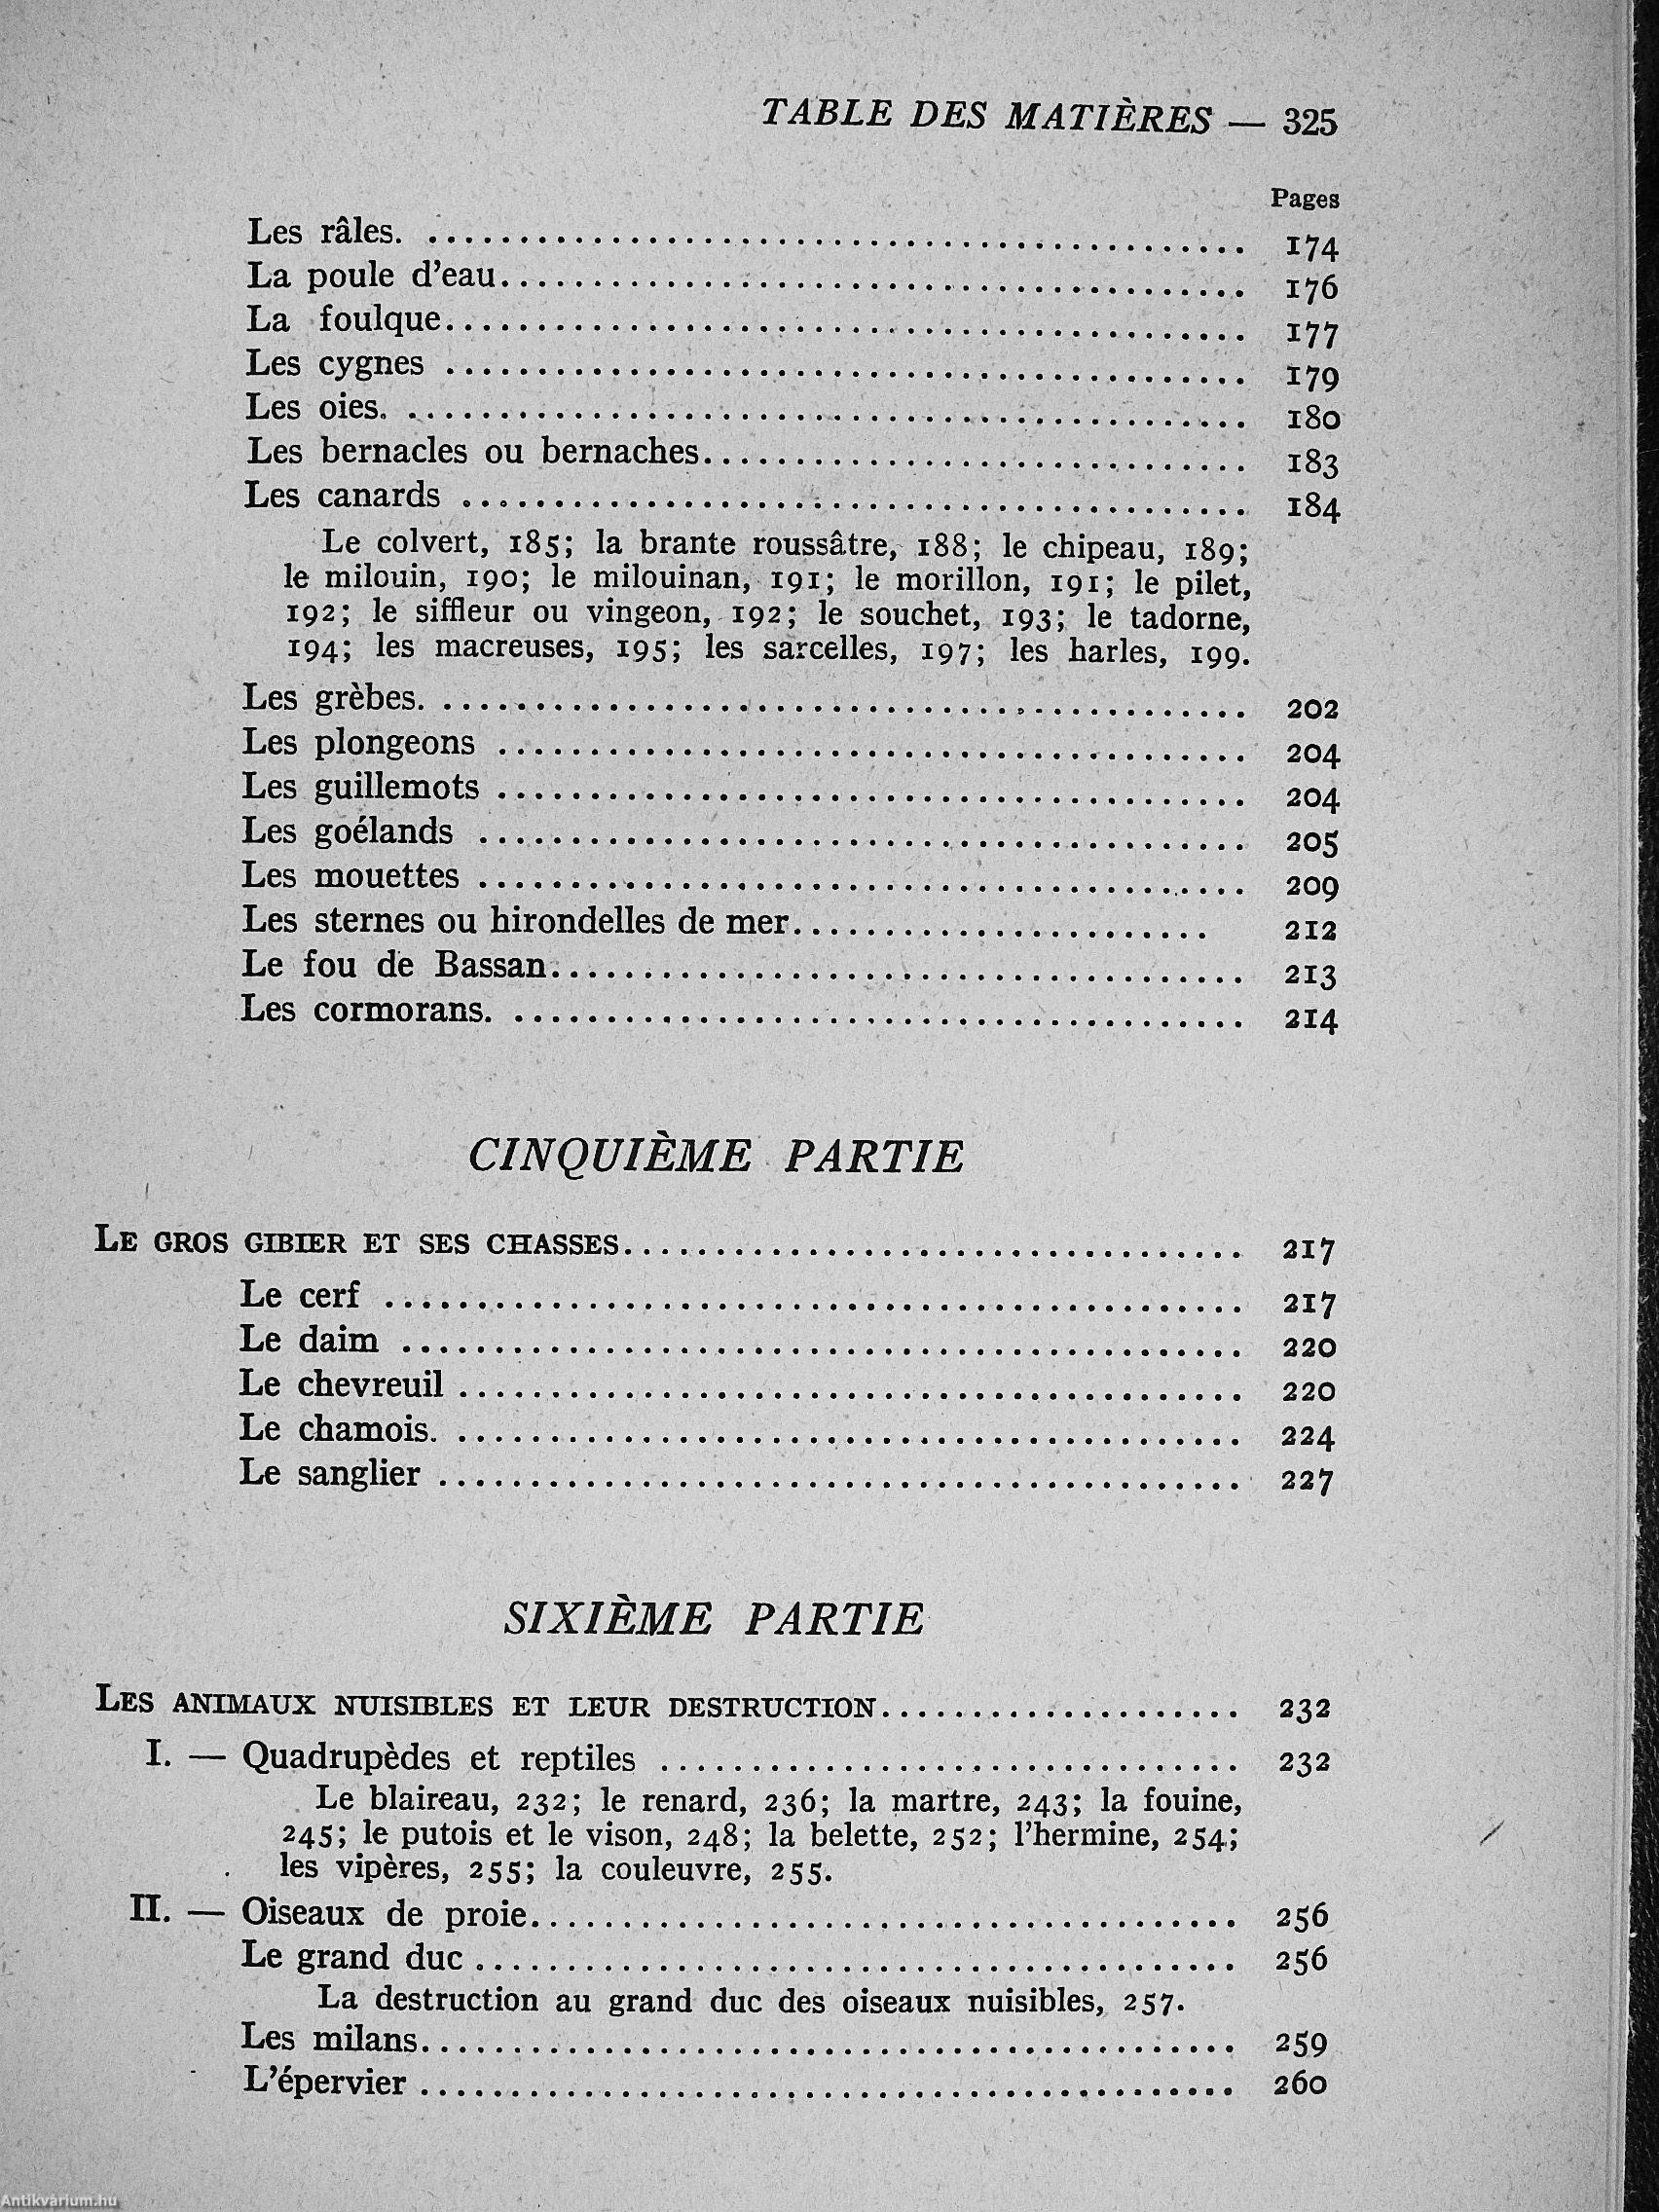 TABLE DES MATIÈRES — 325
Pages
Les râles. .......... 174
La poule d'eau.......... 176
La foulque.......... 177
Les cygnes .......... 179
Les oies. .......... 180
Les bernacles ou bernaches.......... 183
Les canards .......... 184
Le colvert, 185; la brante roussâtre, 188; le chipeau, 189;
le milouin, 190; le milouinan, 191; le morillon, 191; le pilet,
192; le siffleur ou vingeon, 192; le souchet, 193; le tadorne,
194; les macreuses, 195; les sarcelles, 197; les harles, 199.
Les grèbes. .......... 202
Les plongeons .......... 204
Les guillemots .......... 204
Les goélands .......... 205
Les mouettes .......... 209
Les sternes ou hirondelles de mer.......... 212
Le fou de Bassan.......... 213
Les cormorans. .......... 214
CINQUIÈME PARTIE
LE GROS GIBIER ET SES CHASSES.......... 217
Le cerf .......... 217
Le daim .......... 220
Le chevreuil .......... 220
Le chamois. .......... 224
Le sanglier .......... 227
SIXIÈME PARTIE
LES ANIMAUX NUISIBLES ET LEUR DESTRUCTION.......... 232
I. — Quadrupèdes et reptiles .......... 232
Le blaireau, 232; le renard, 236; la martre, 243; la fouine,
245; le putois et le vison, 248; la belette, 252; l'hermine, 254;
les vipères, 255; la couleuvre, 255.
II. — Oiseaux de proie.......... 256
Le grand duc .......... 256
La destruction au grand duc des oiseaux nuisibles, 257.
Les milans.......... 259
L'épervier .......... 260
Antikvárium.hu